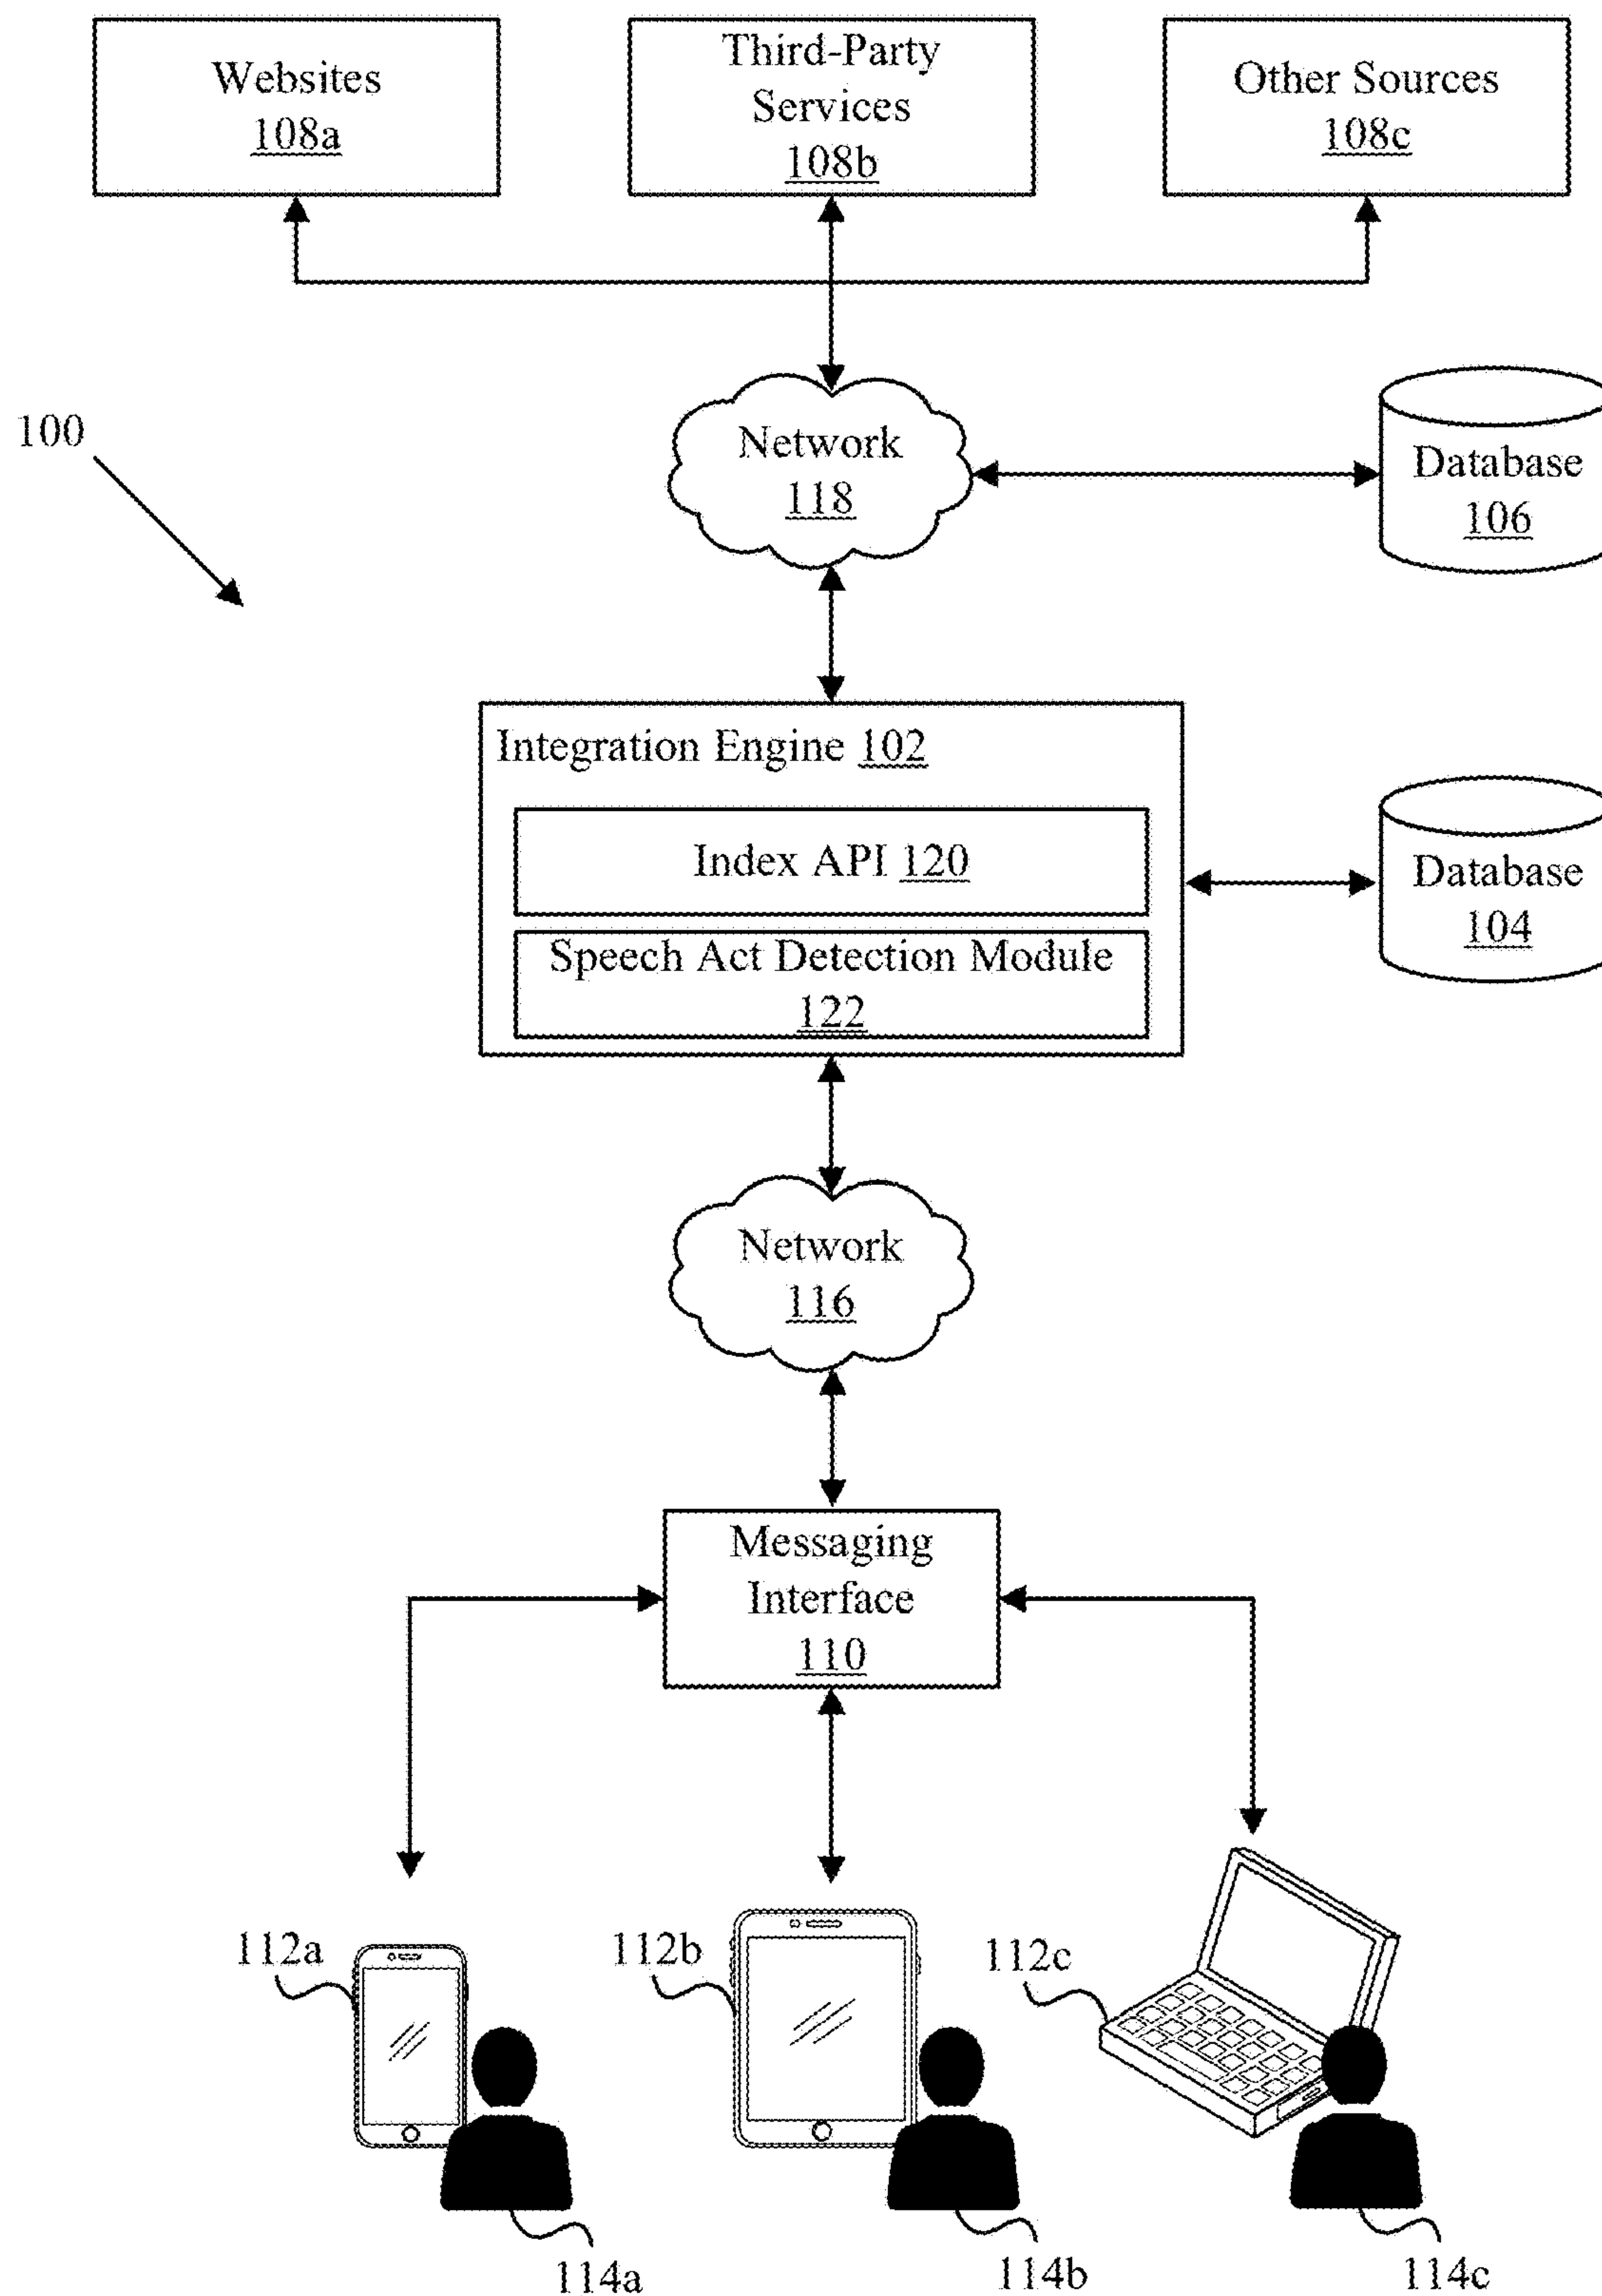 Websites
108a
Third-Party
Services
108b
Other Sources
108c
100
Network
118
Database
106
Integration Engine 102
Index API 120
Speech Act Detection Module
122
Database
104
Network
116
Messaging
Interface
110
112a
112b
112c
114a
114b
114c